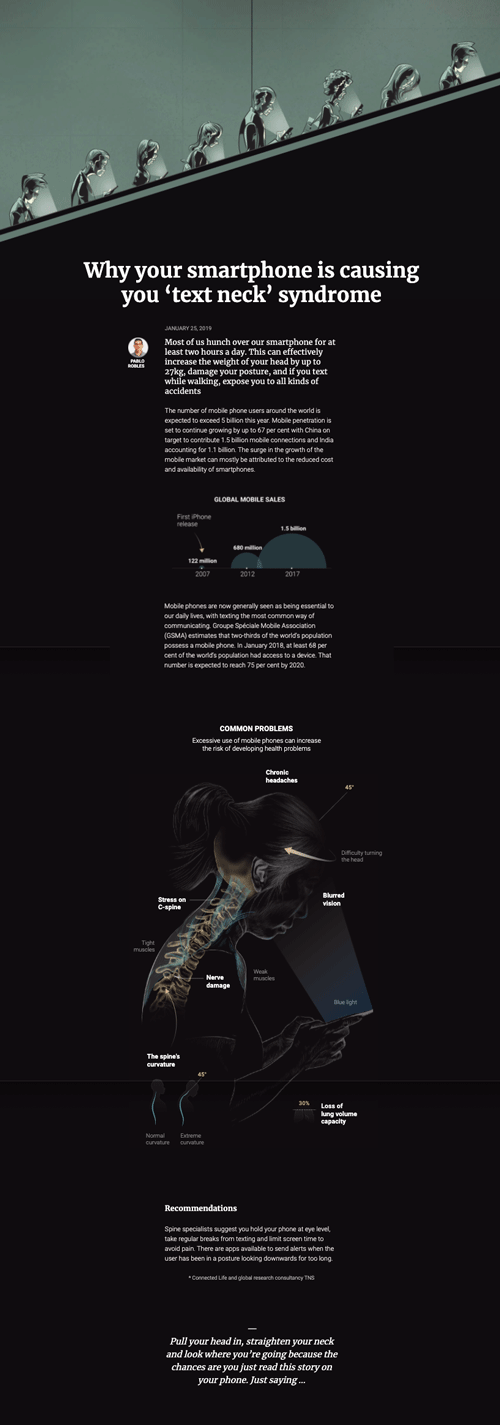 Why your smartphone is causing
you ‘text neck’ syndrome
JANUARY 25, 2019
PABLO
ROBLES
Most of us hunch over our smartphone for at
least two hours a day. This can effectively
increase the weight of your head by up to
27kg, damage your posture, and if you text
while walking, expose you to all kinds of
accidents
The number of mobile phone users around the world is
expected to exceed 5 billion this year. Mobile penetration is
set to continue growing by up to 67 per cent with China on
target to contribute 1.5 billion mobile connections and India
accounting for 1.1 billion. The surge in the growth of the
mobile market can mostly be attributed to the reduced cost
and availability of smartphones.
GLOBAL MOBILE SALES
First iPhone
release
1.5 billion
680 million
122 million
2007
2012
2017
Mobile phones are now generally seen as being essential to
our daily lives, with texting the most common way of
communicating. Groupe Spéciale Mobile Association
(GSMA) estimates that two-thirds of the world's population
possess a mobile phone. In January 2018, at least 68 per
cent of the world's population had access to a device. That
number is expected to reach 75 per cent by 2020.
COMMON PROBLEMS
Excessive use of mobile phones can increase
the risk of developing health problems
Chronic
headaches
45°
Difficulty turning
the head
Blurred
vision
Stress on
C-spine
Tight
muscles
Nerve
damage
Weak
muscles
Blue light
The spine's
curvature
45°
Normal
curvature
Extreme
curvature
30%
Loss of
lung volume
capacity
Recommendations
Spine specialists suggest you hold your phone at eye level,
take regular breaks from texting and limit screen time to
avoid pain. There are apps available to send alerts when the
user has been in a posture looking downwards for too long.
* Connected Life and global research consultancy TNS
Pull your head in, straighten your neck
and look where you're going because the
chances are you just read this story on
your phone. Just saying ...